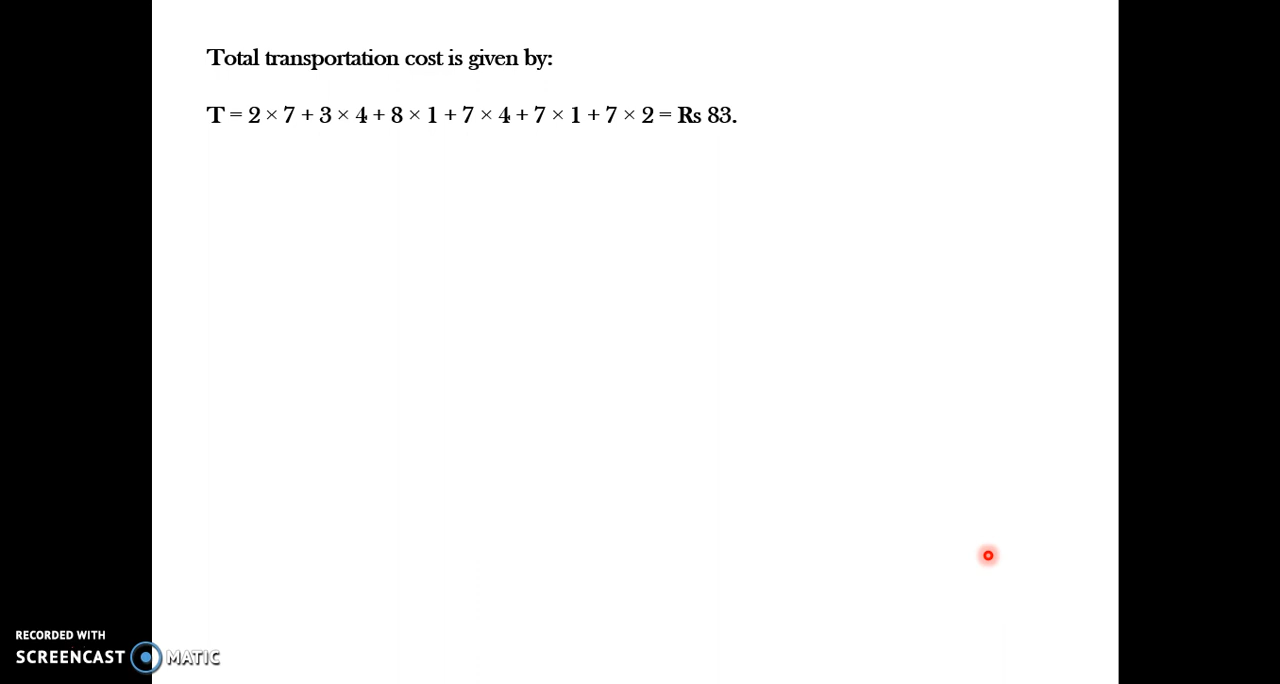 Total transportation cost is given by:
T = 2 × 7 + 3 × 4 + 8 × 1 + 7 × 4 + 7 × 1 + 7 × 2 = Rs 83.
RECORDED WITH
SCREENCAST MATIC